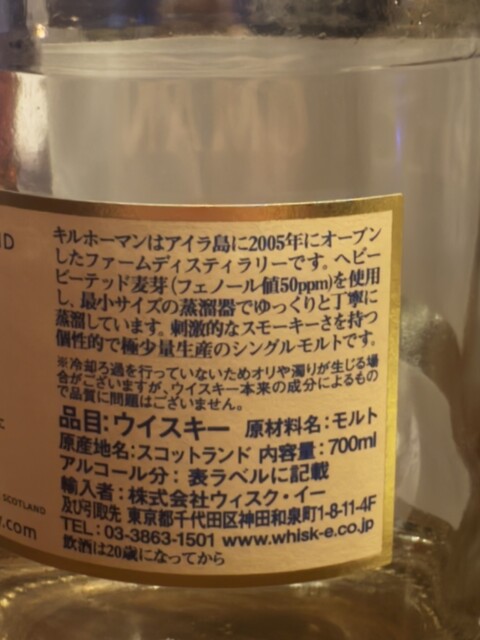 キルホーマンはアイラ島に2005年にオープン
したファームディスティラリーです。ヘビー
ピーテッド麦芽(フェノール値50ppm)を使用
し、最小サイズの蒸溜器でゆっくりと丁寧に
蒸溜しています。刺激的なスモーキーさを持つ
個性的で極少量生産のシングルモルトです。
※冷却ろ過を行っていないためオリや濁りが生じる場
合がございますが、ウイスキー本来の成分によるもの
で品質に問題はございません。
品目:ウイスキー 原材料名:モルト
原産地名:スコットランド 内容量:700ml
アルコール分:表ラベルに記載
輸入者:株式会社ウィスク・イー
及び引取先 東京都千代田区神田和泉町1-8-11-4F
TEL:03-3863-1501 www.whisk-e.co.jp
飲酒は20歳になってから
SCOTLAND
.com